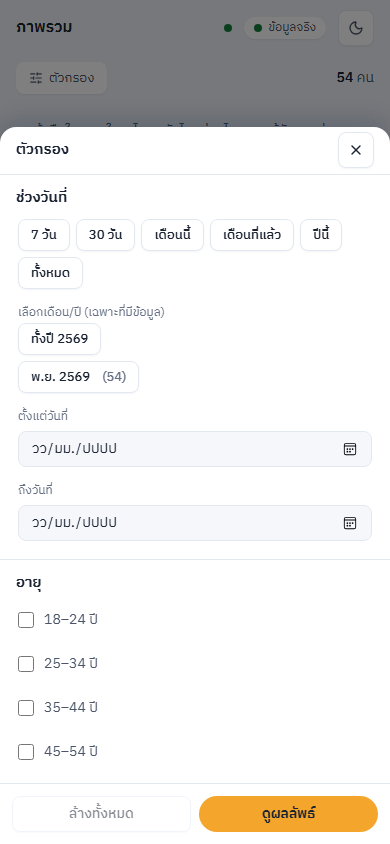 ภาพรวม
ข้อมูลจริง
ตัวกรอง
54 คน
ตัวกรอง
ช่วงวันที่
7 วัน
30 วัน
เดือนนี้
เดือนที่แล้ว
ปีนี้
ทั้งหมด
เลือกเดือน/ปี (เฉพาะที่มีข้อมูล)
ทั้งปี 2569
พ.ย. 2569 (54)
ตั้งแต่วันที่
วว/มม./ปปปป
ถึงวันที่
วว/มม./ปปปป
อายุ
18–24 ปี
25–34 ปี
35–44 ปี
45–54 ปี
ล้างทั้งหมด
ดูผลลัพธ์